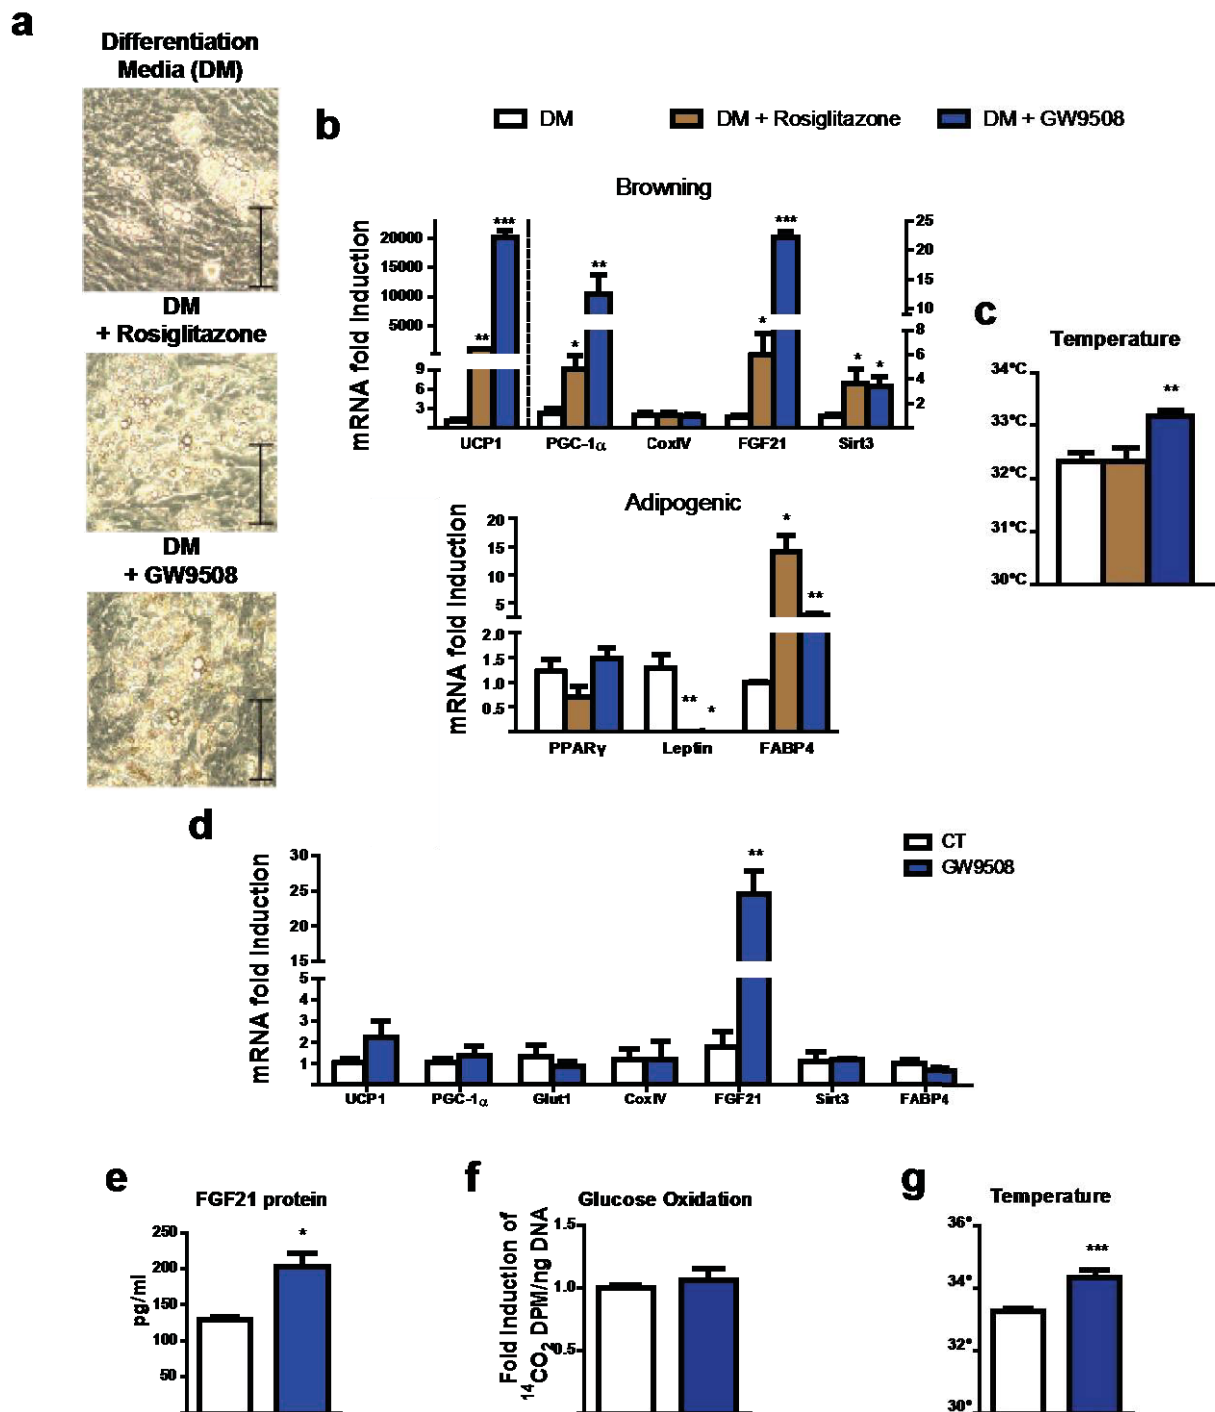 a
Differentiation
Media (DM)
DM
+ Rosiglitazone
DM
+ GW9508
b
DM
DM + Rosiglitazone
DM + GW9508
Browning
mRNA fold Induction
20000
15000
10000
5000
9
6
3
**
***
*
**
*
***
*
*
25
20
15
10
8
6
4
2
UCP1
PGC-1α
CoxIV
FGF21
Sirt3
Adipogenic
mRNA fold Induction
20
15
10
5
2.0
1.5
1.0
0.5
**
*
*
**
PPARγ
Leptin
FABP4
c
Temperature
34°C
33°C
32°C
31°C
30°C
**
d
CT
GW9508
mRNA fold Induction
30
25
20
15
5
4
3
2
1
**
UCP1
PGC-1α
Glut1
CoxIV
FGF21
Sirt3
FABP4
e
FGF21 protein
pg/ml
250
200
150
100
50
*
f
Glucose Oxidation
Fold Induction of
¹⁴CO₂ DPM/ng DNA
1.5
1.0
0.5
g
Temperature
36°
34°
32°
30°
***